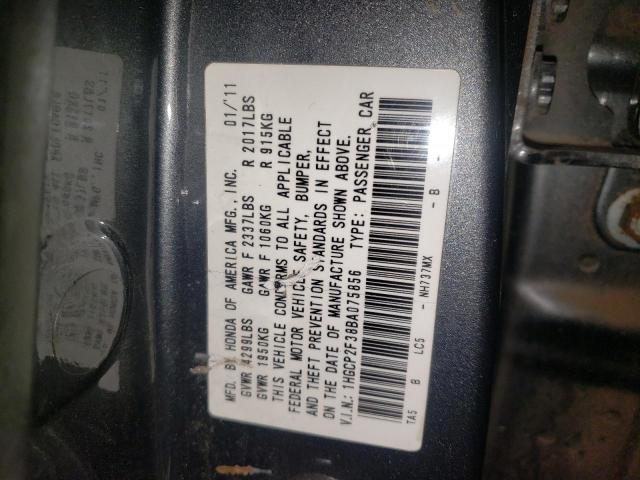 MFD. BY HONDA OF AMERICA MFG., INC. 01/'11
GVWR 4299LBS GAWR F 2337LBS R 2017LBS
GVWR 1950KG GAWR F 1060KG R 915KG
THIS VEHICLE CONFORMS TO ALL APPLICABLE
FEDERAL MOTOR VEHICLE SAFETY, BUMPER,
AND THEFT PREVENTION STANDARDS IN EFFECT
ON THE DATE OF MANUFACTURE SHOWN ABOVE.
V.I.N.: 1HGCP2F38BA075856 TYPE: PASSENGER CAR
TA5 B LC5 - NH737MX - B -